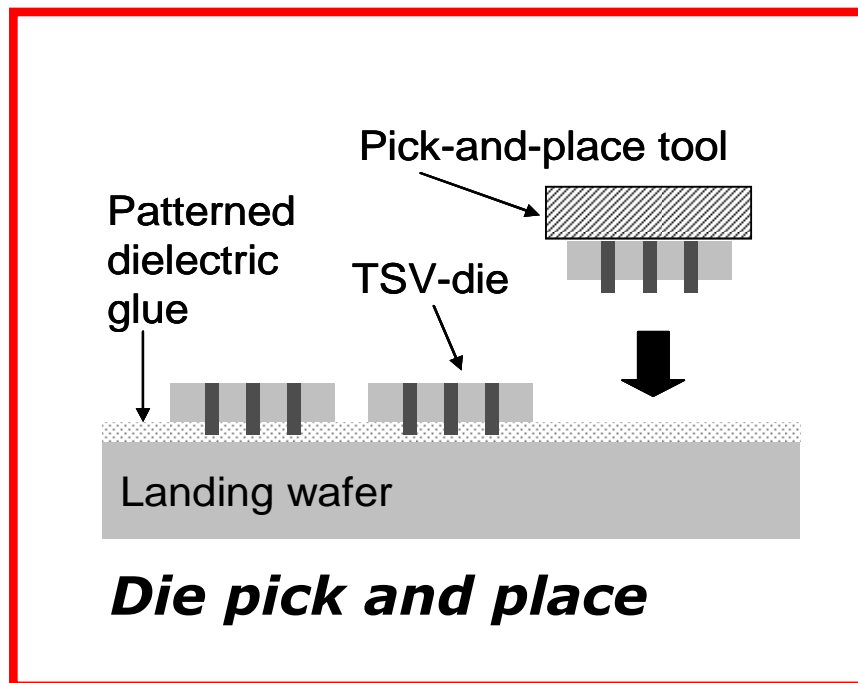 Pick-and-place tool
Patterned
dielectric
glue
TSV-die
Landing wafer
Die pick and place